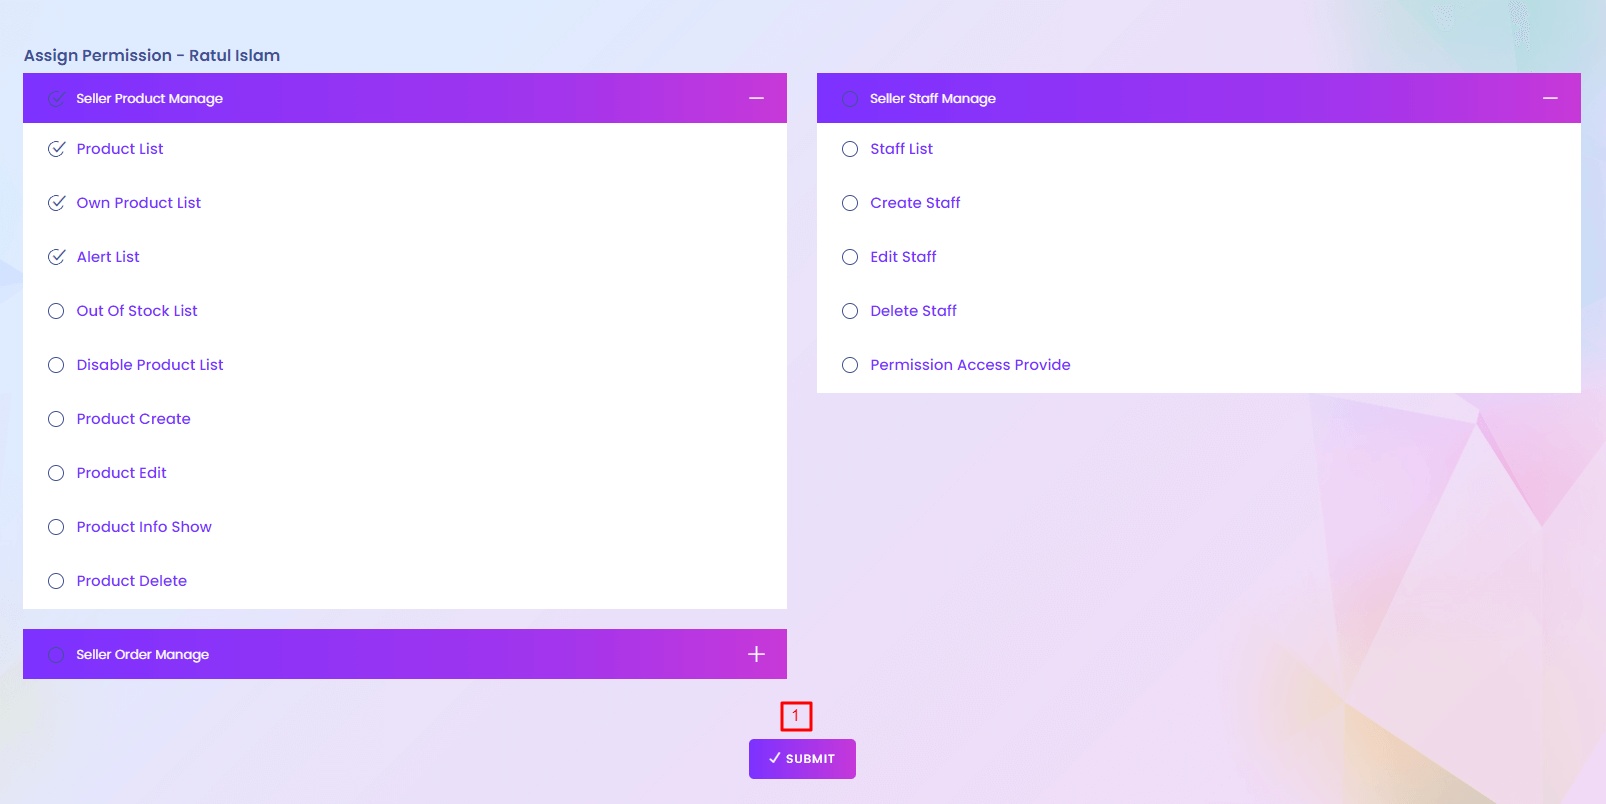 Assign Permission - Ratul Islam
Seller Product Manage
Product List
Own Product List
Alert List
Out Of Stock List
Disable Product List
Product Create
Product Edit
Product Info Show
Product Delete
Seller Order Manage
Seller Staff Manage
Staff List
Create Staff
Edit Staff
Delete Staff
Permission Access Provide
1
SUBMIT